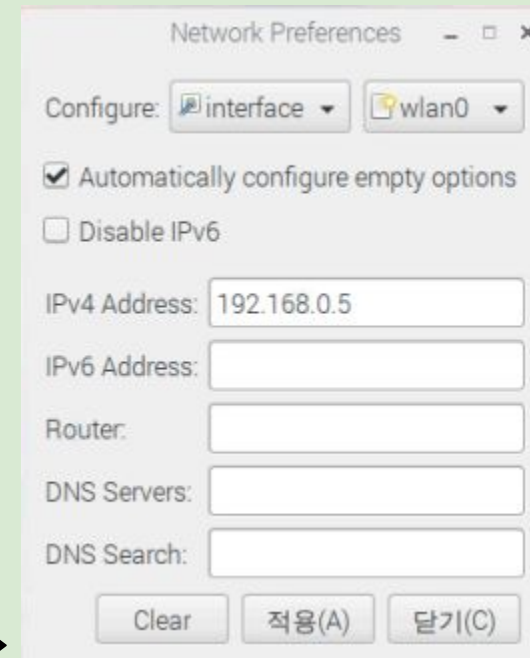 Network Preferences
Configure: interface wlan0
Automatically configure empty options
Disable IPv6
IPv4 Address: 192.168.0.5
IPv6 Address:
Router:
DNS Servers:
DNS Search:
Clear 적용(A) 닫기(C)